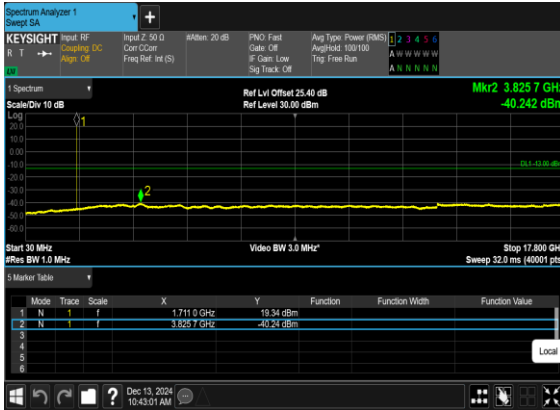 Spectrum Analyzer 1
Swept SA
+
KEYSIGHT Input: RF Input Z: 50 Ω #Atten: 20 dB PNO: Fast Avg Type: Power (RMS) 1 2 3 4 5 6
R T Coupling: DC Corr CCorr Gate: Off Avg|Hold: 100/100 A W W W W W
Align: Off Freq Ref: Int (S) IF Gain: Low Trig: Free Run
Sig Track: Off A N N N N N
1 Spectrum Ref Lvl Offset 25.40 dB Mkr2 3.825 7 GHz
Scale/Div 10 dB Ref Level 30.00 dBm -40.242 dBm
Log
20.0
10.0
0.00
-10.0
DL1 -13.00 dBm
-20.0
-30.0
-40.0
-50.0
-60.0
1
2
Start 30 MHz Video BW 3.0 MHz* Stop 17.800 GH
#Res BW 1.0 MHz Sweep 32.0 ms (40001 pts
5 Marker Table
Mode Trace Scale X Y Function Function Width Function Value
1 N 1 f 1.711 0 GHz 19.34 dBm
2 N 1 f 3.825 7 GHz -40.24 dBm
3
4
5
6
Local
? Dec 13, 2024
10:43:01 AM